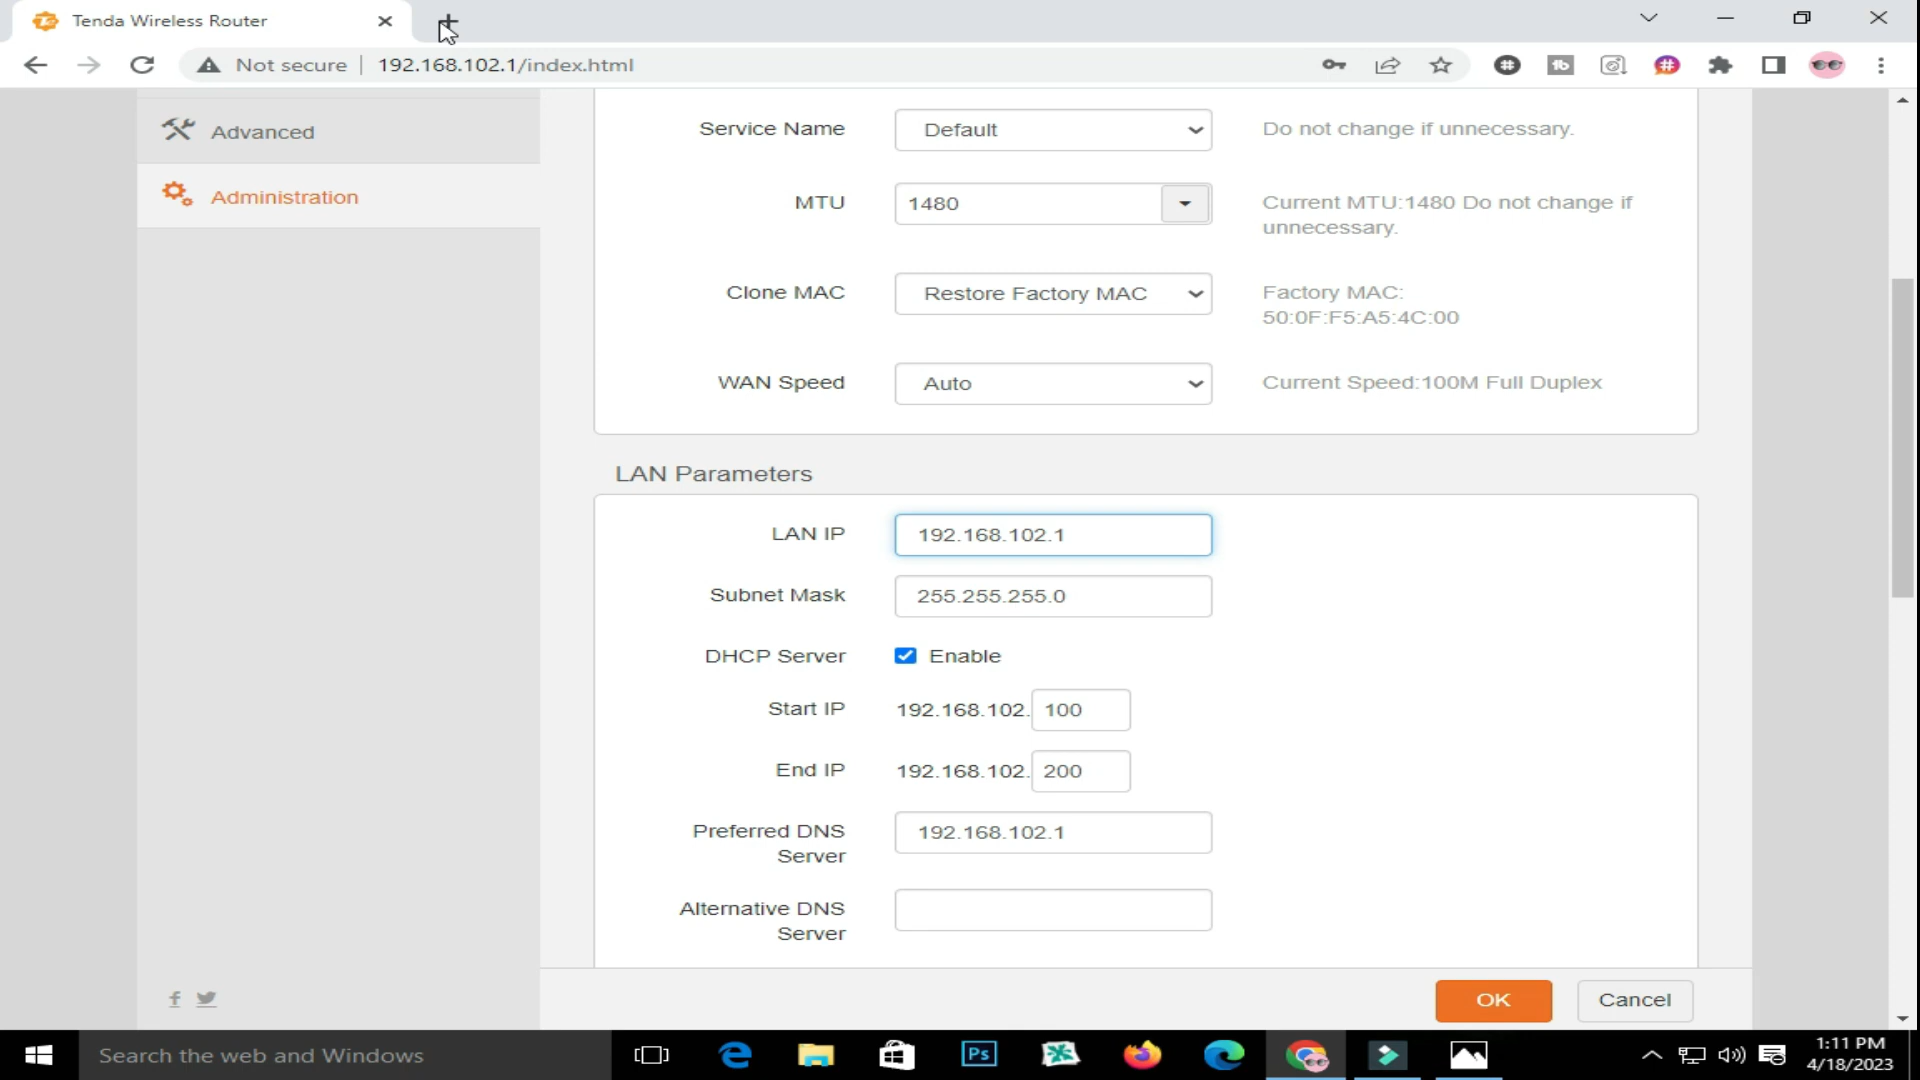 Tenda Wireless Router
Not secure
192.168.102.1/index.html
Advanced
Administration
Service Name
Default
Do not change if unnecessary.
MTU
1480
Current MTU:1480 Do not change if
unnecessary.
Clone MAC
Restore Factory MAC
Factory MAC:
50:0F:F5:A5:4C:00
WAN Speed
Auto
Current Speed:100M Full Duplex
LAN Parameters
LAN IP
192.168.102.1
Subnet Mask
255.255.255.0
DHCP Server
Enable
Start IP
192.168.102.
100
End IP
192.168.102.
200
Preferred DNS
Server
192.168.102.1
Alternative DNS
Server
OK
Cancel
Search the web and Windows
Ps
1:11 PM
4/18/2023